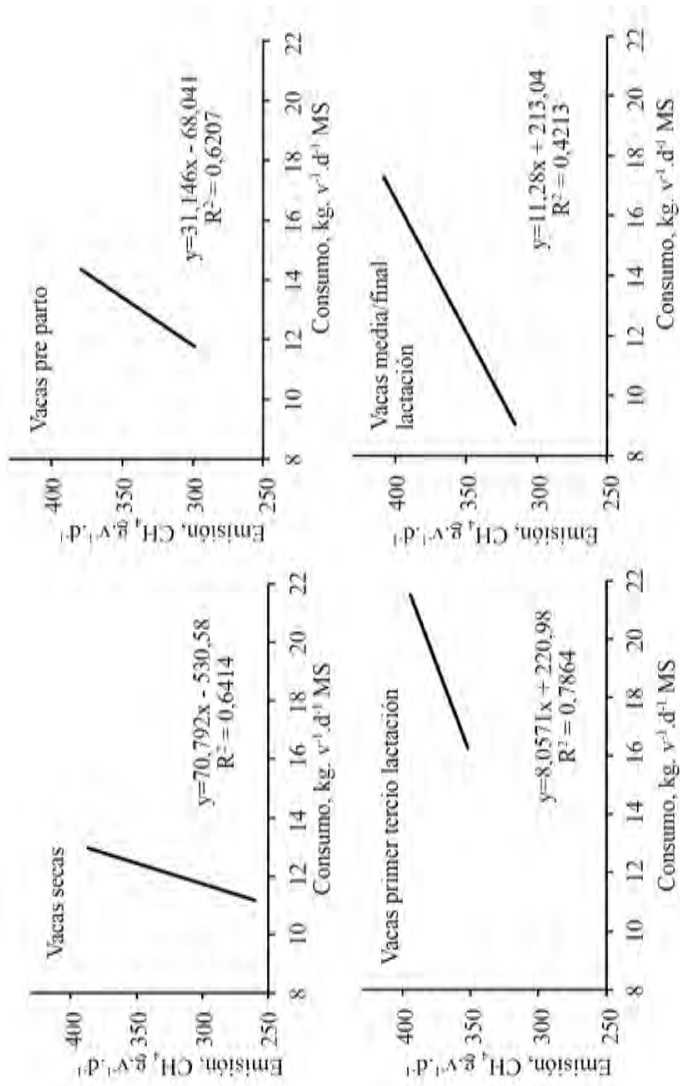 Vacas secas
Emisión, CH4 g.v-1.d-1
400
350
300
250
y=70,792x - 530,58
R2 = 0,6414
8 10 12 14 16 18 20 22
Consumo, kg. v-1.d-1 MS
Vacas pre parto
Emisión, CH4 g.v-1.d-1
400
350
300
250
y=31,146x - 68,041
R2 = 0,6207
8 10 12 14 16 18 20 22
Consumo, kg. v-1.d-1 MS
Vacas primer tercio lactación
Emisión, CH4 g.v-1.d-1
400
350
300
250
y=8,0571x + 220,98
R2 = 0,7864
8 10 12 14 16 18 20 22
Consumo, kg. v-1.d-1 MS
Vacas media/final
lactación
Emisión, CH4 g.v-1.d-1
400
350
300
250
y=11,28x + 213,04
R2 = 0,4213
8 10 12 14 16 18 20 22
Consumo, kg. v-1.d-1 MS